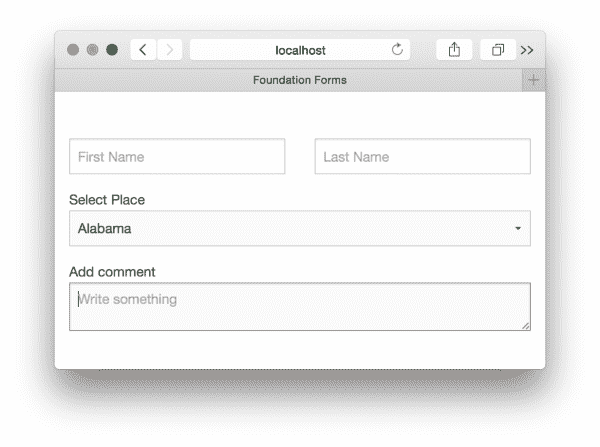 localhost
Foundation Forms
First Name Last Name
Select Place
Alabama
Add comment
Write something